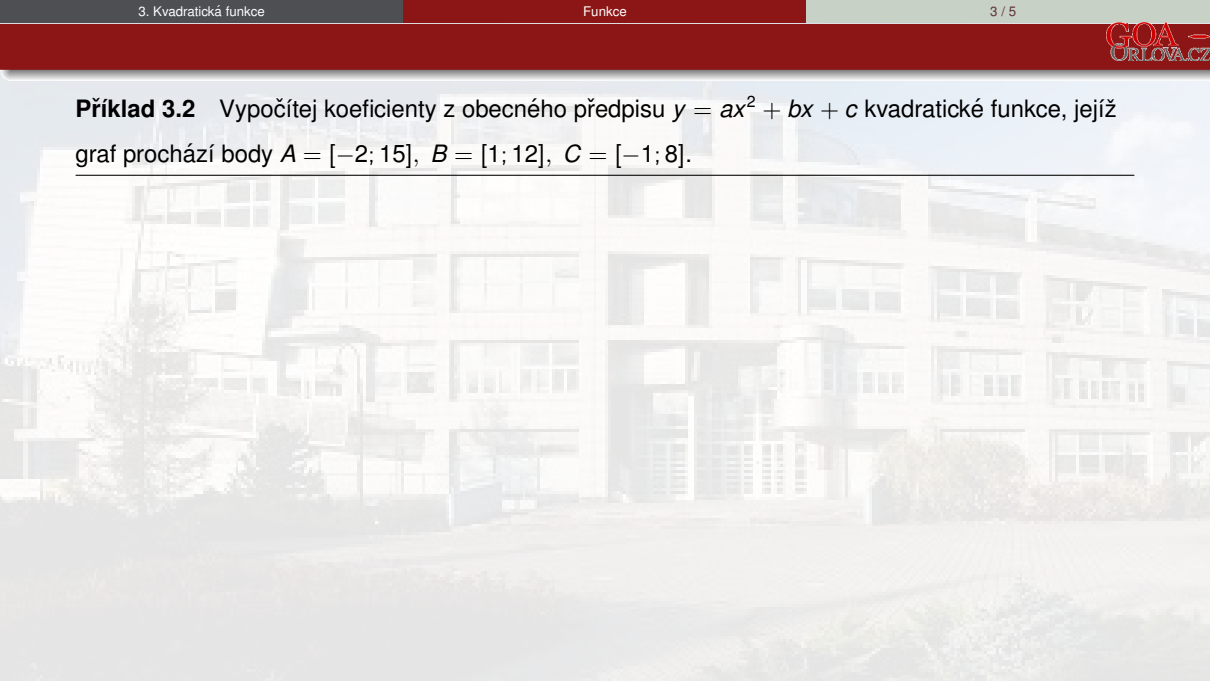 3. Kvadratická funkce
Funkce
3 / 5
GOA –
ORLOVA.CZ
Příklad 3.2 Vypočítej koeficienty z obecného předpisu y = ax² + bx + c kvadratické funkce, jejíž
graf prochází body A = [−2; 15], B = [1; 12], C = [−1; 8].